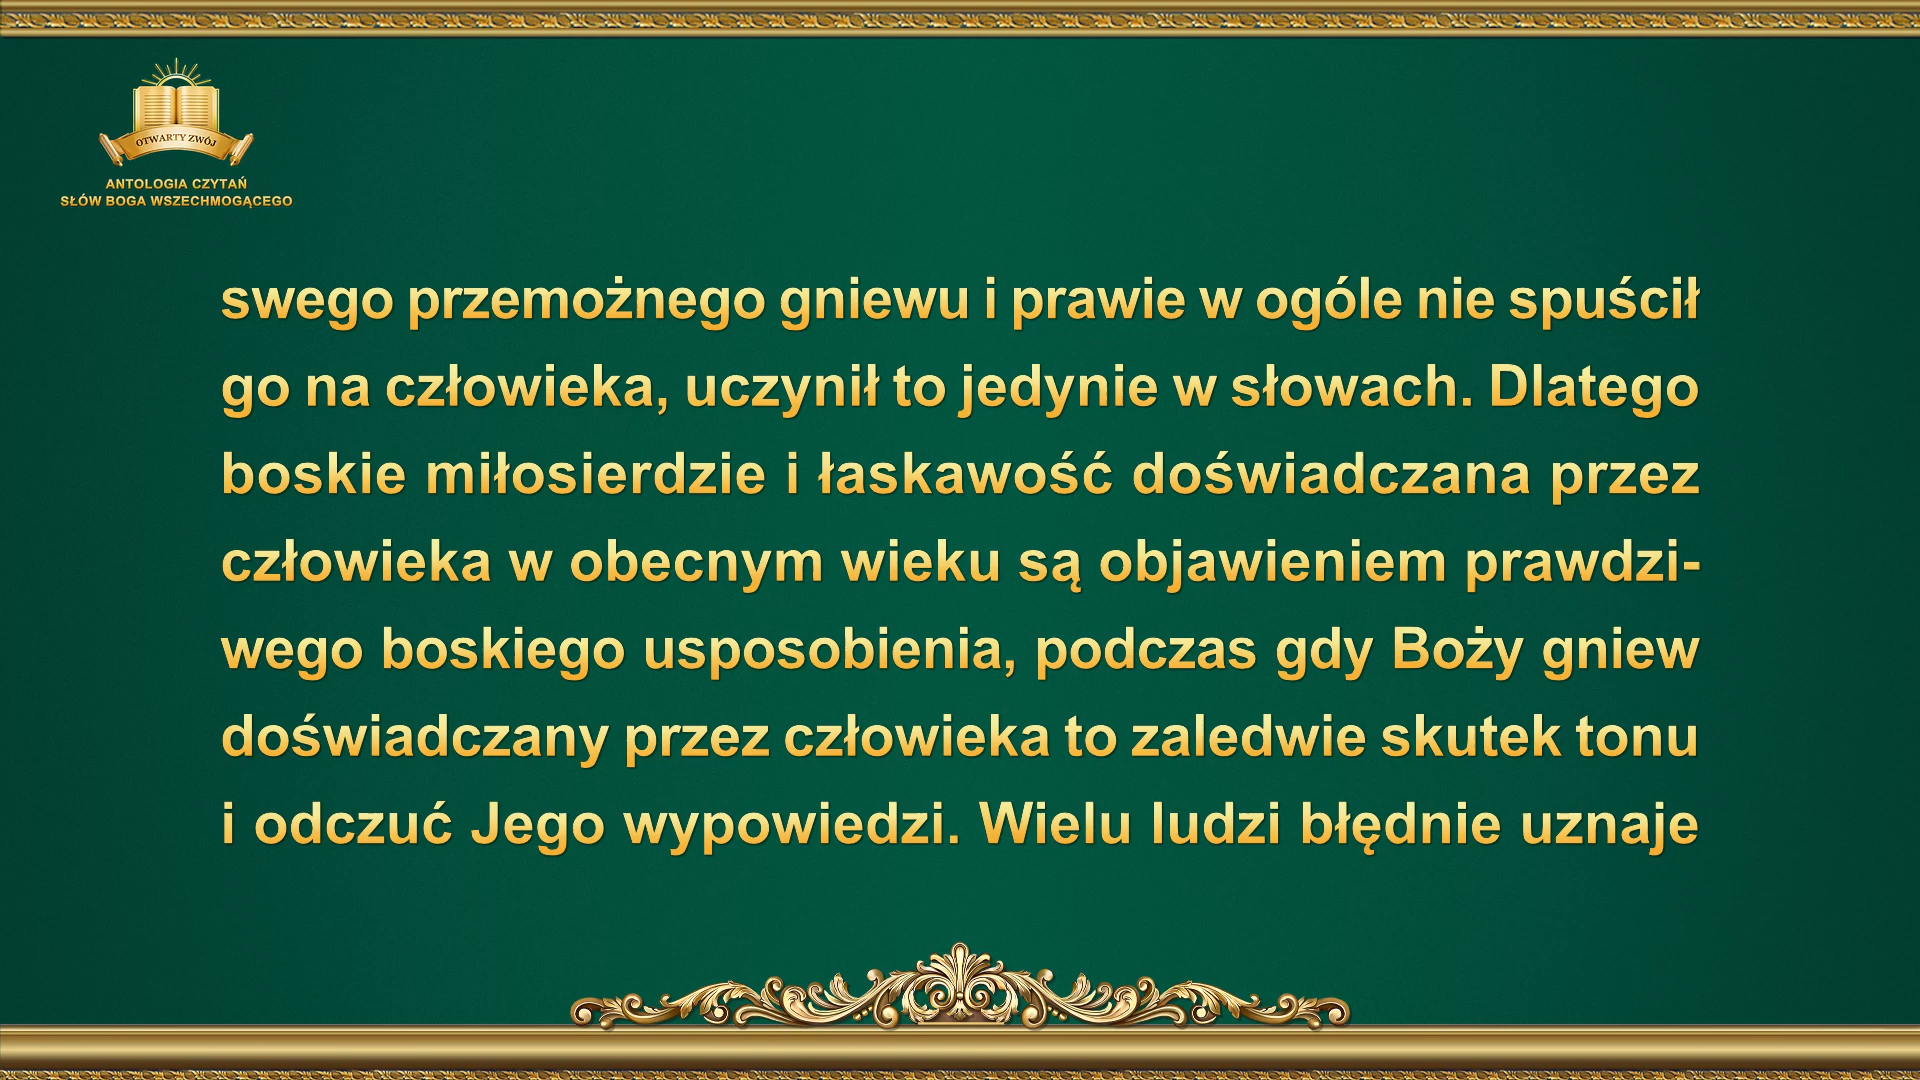 OTWARTY ZWÓJ
ANTOLOGIA CZYTAŃ
SŁÓW BOGA WSZECHMOGĄCEGO
swego przemożnego gniewu i prawie w ogóle nie spuścił
go na człowieka, uczynił to jedynie w słowach. Dlatego
boskie miłosierdzie i łaskawość doświadczana przez
człowieka w obecnym wieku są objawieniem prawdzi-
wego boskiego usposobienia, podczas gdy Boży gniew
doświadczany przez człowieka to zaledwie skutek tonu
i odczuć Jego wypowiedzi. Wielu ludzi błędnie uznaje